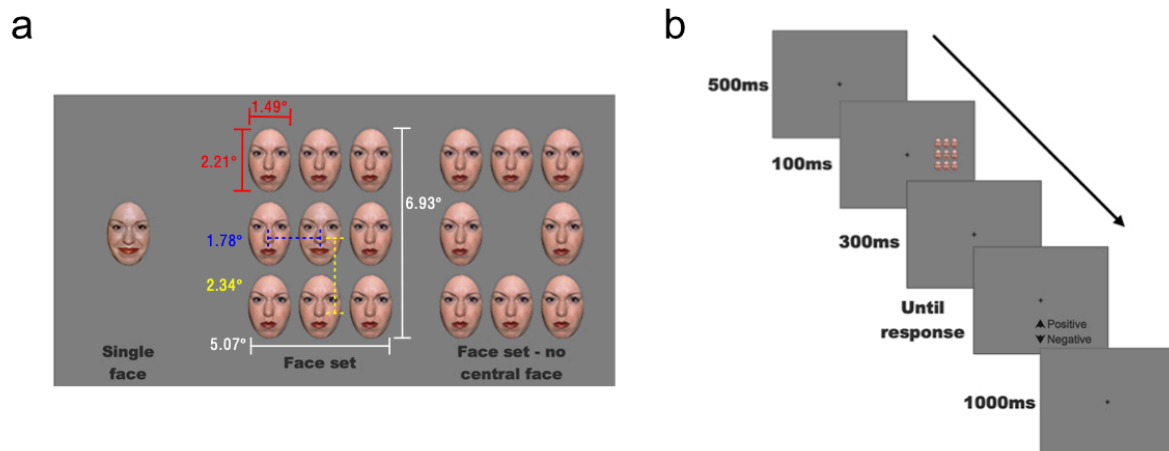 a
1.49°
2.21°
6.93°
1.78°
2.34°
5.07°
Single
face
Face set
Face set - no
central face
b
500ms
100ms
300ms
Until
response
Positive
Negative
1000ms